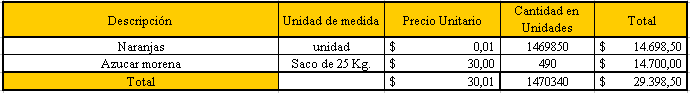 Descripción Unidad de medida Precio Unitario Cantidad en Unidades Total
Naranjas unidad $ 0,01 1469850 $ 14.698,50
Azucar morena Saco de 25 Kg. $ 30,00 490 $ 14.700,00
Total $ 30,01 1470340 $ 29.398,50